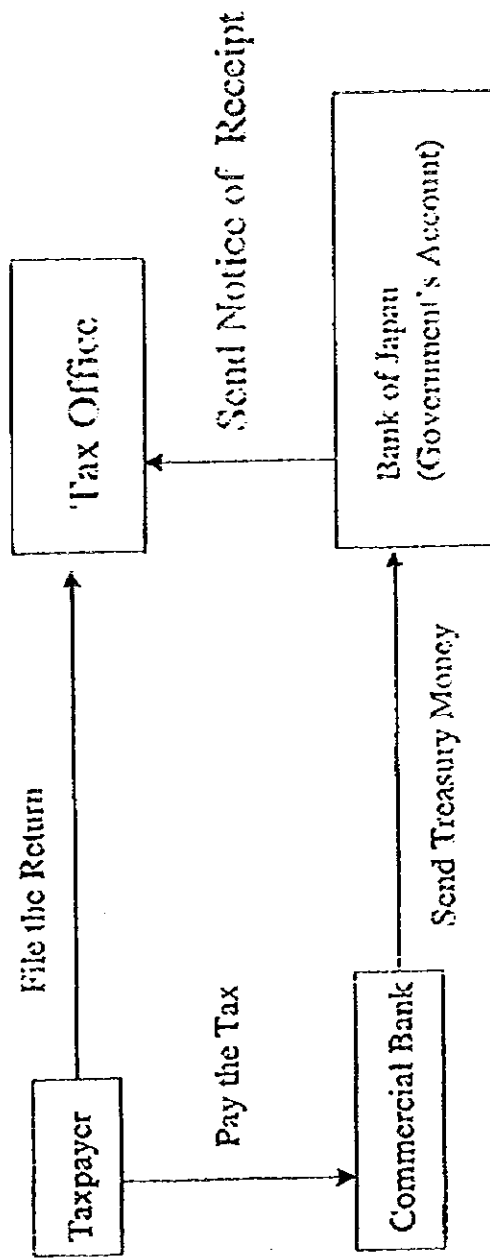 Taxpayer
File the Return
Tax Office
Pay the Tax
Send Notice of Receipt
Commercial Bank
Send Treasury Money
Bank of Japan
(Government's Account)